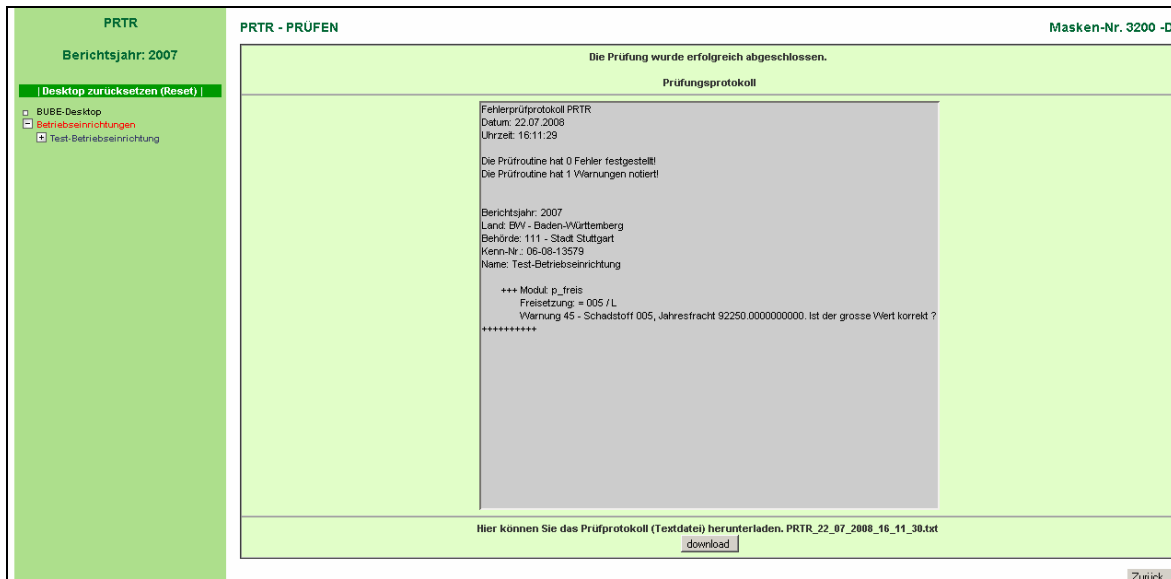 PRTR
Berichtsjahr: 2007
| Desktop zurücksetzen (Reset) |
BUBE-Desktop
Betriebseinrichtungen
Test-Betriebseinrichtung
PRTR - PRÜFEN
Masken-Nr. 3200 -D
Die Prüfung wurde erfolgreich abgeschlossen.
Prüfungsprotokoll
Fehlerprüfprotokoll PRTR
Datum: 22.07.2008
Uhrzeit: 16:11:29
Die Prüfroutine hat 0 Fehler festgestellt!
Die Prüfroutine hat 1 Warnungen notiert!
Berichtsjahr: 2007
Land: BW - Baden-Württemberg
Behörde: 111 - Stadt Stuttgart
Kenn-Nr.: 06-08-13579
Name: Test-Betriebseinrichtung
+++ Modul: p_freis
Freisetzung: = 005 / L
Warnung 45 - Schadstoff 005, Jahresfracht 92250.0000000000. Ist der grosse Wert korrekt ?
++++++++++
Hier können Sie das Prüfprotokoll (Textdatei) herunterladen. PRTR_22_07_2008_16_11_30.txt
download
Zurück